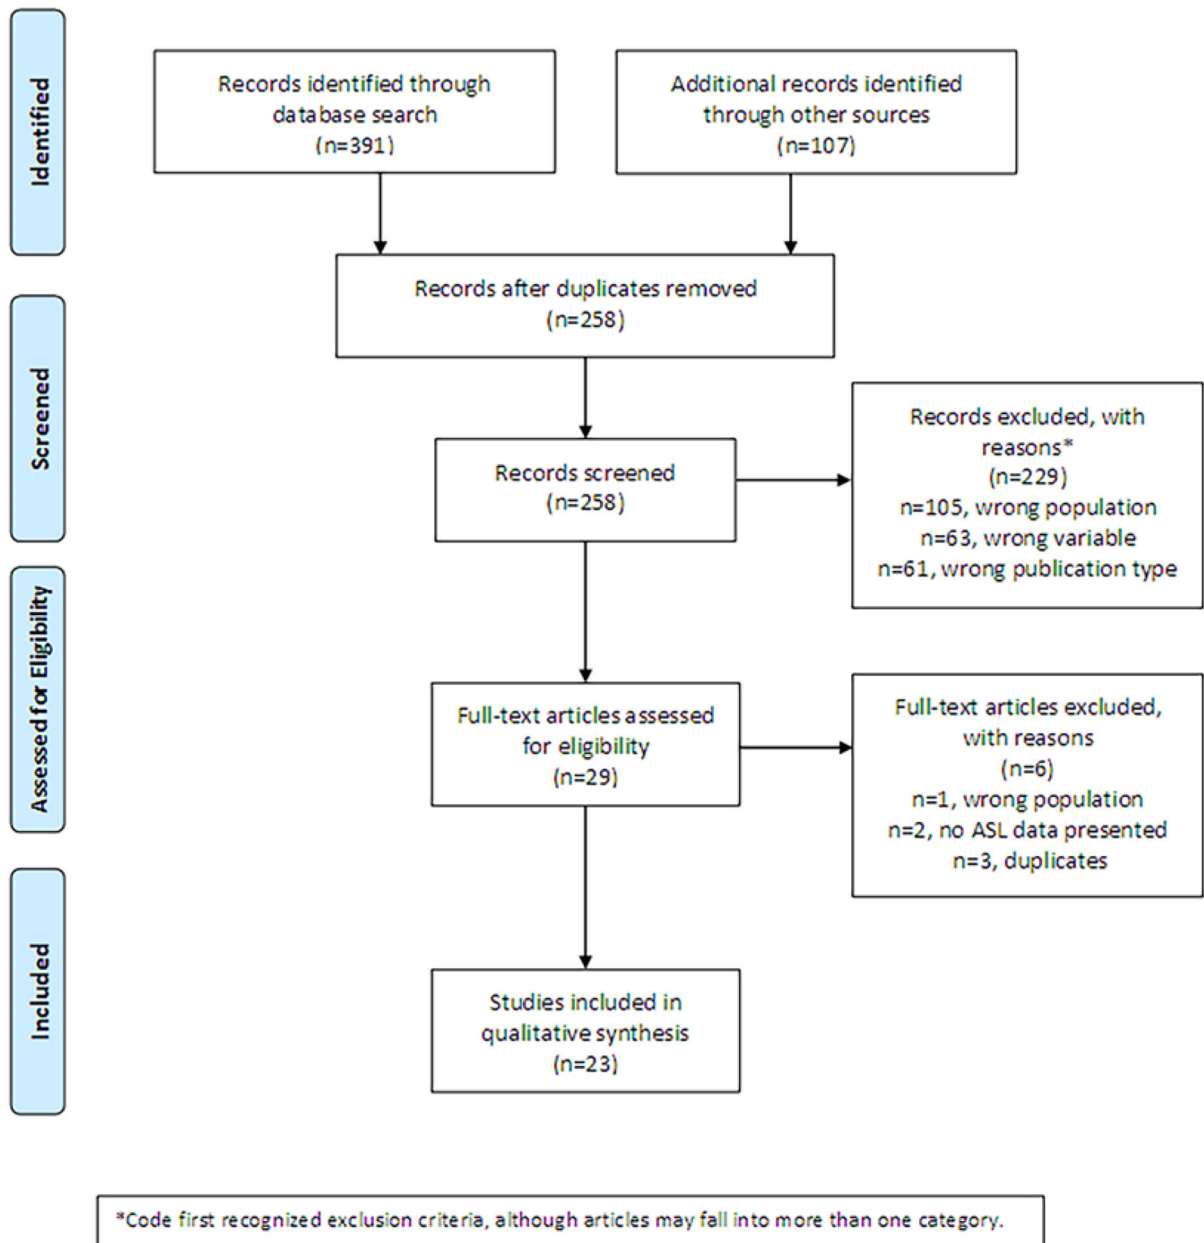 Identified
Records identified through
database search
(n=391)
Additional records identified
through other sources
(n=107)
Records after duplicates removed
(n=258)
Screened
Records screened
(n=258)
Records excluded, with
reasons*
(n=229)
n=105, wrong population
n=63, wrong variable
n=61, wrong publication type
Assessed for Eligibility
Full-text articles assessed
for eligibility
(n=29)
Full-text articles excluded,
with reasons
(n=6)
n=1, wrong population
n=2, no ASL data presented
n=3, duplicates
Included
Studies included in
qualitative synthesis
(n=23)
*Code first recognized exclusion criteria, although articles may fall into more than one category.